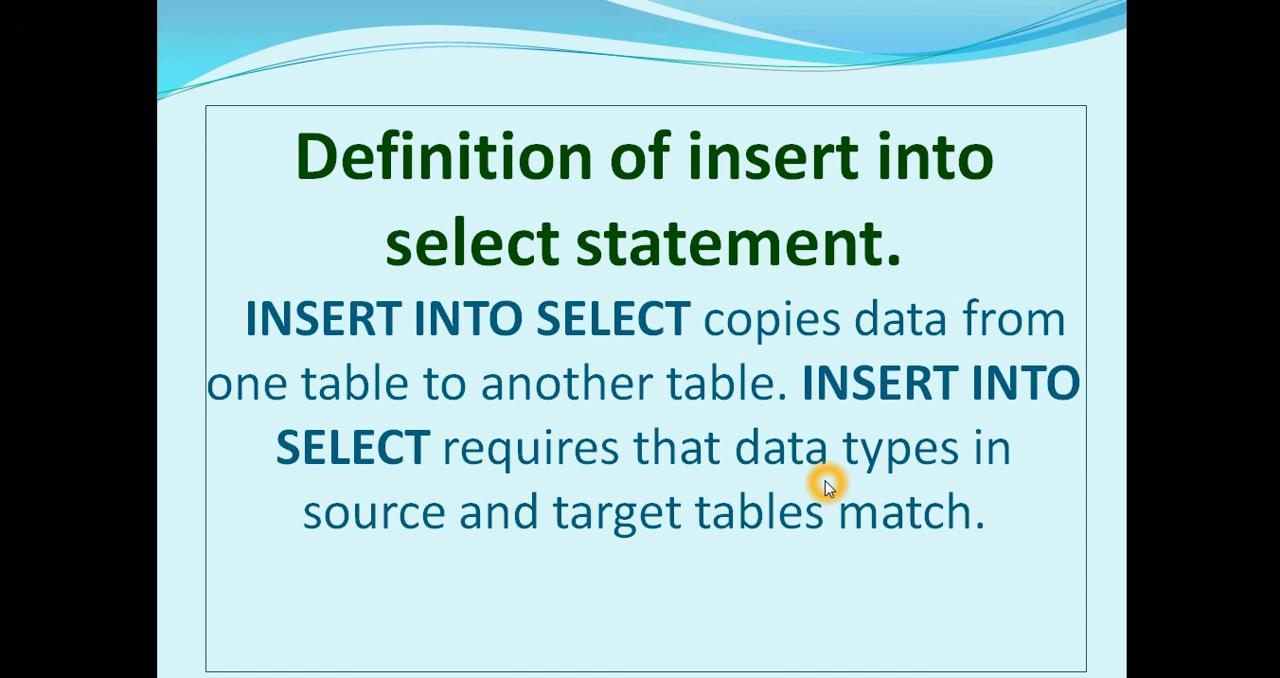 Definition of insert into
select statement.
INSERT INTO SELECT copies data from
one table to another table. INSERT INTO
SELECT requires that data types in
source and target tables match.